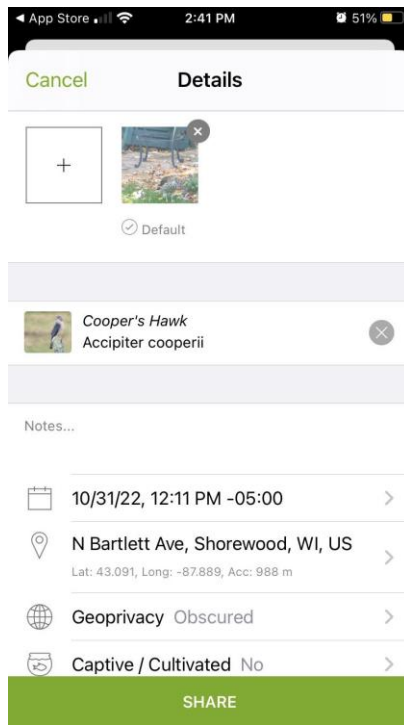 App Store
2:41 PM
51%
Cancel
Details
Default
Cooper's Hawk
Accipiter cooperii
Notes...
10/31/22, 12:11 PM -05:00
N Bartlett Ave, Shorewood, WI, US
Lat: 43.091, Long: -87.889, Acc: 988 m
Geoprivacy Obscured
Captive / Cultivated No
SHARE